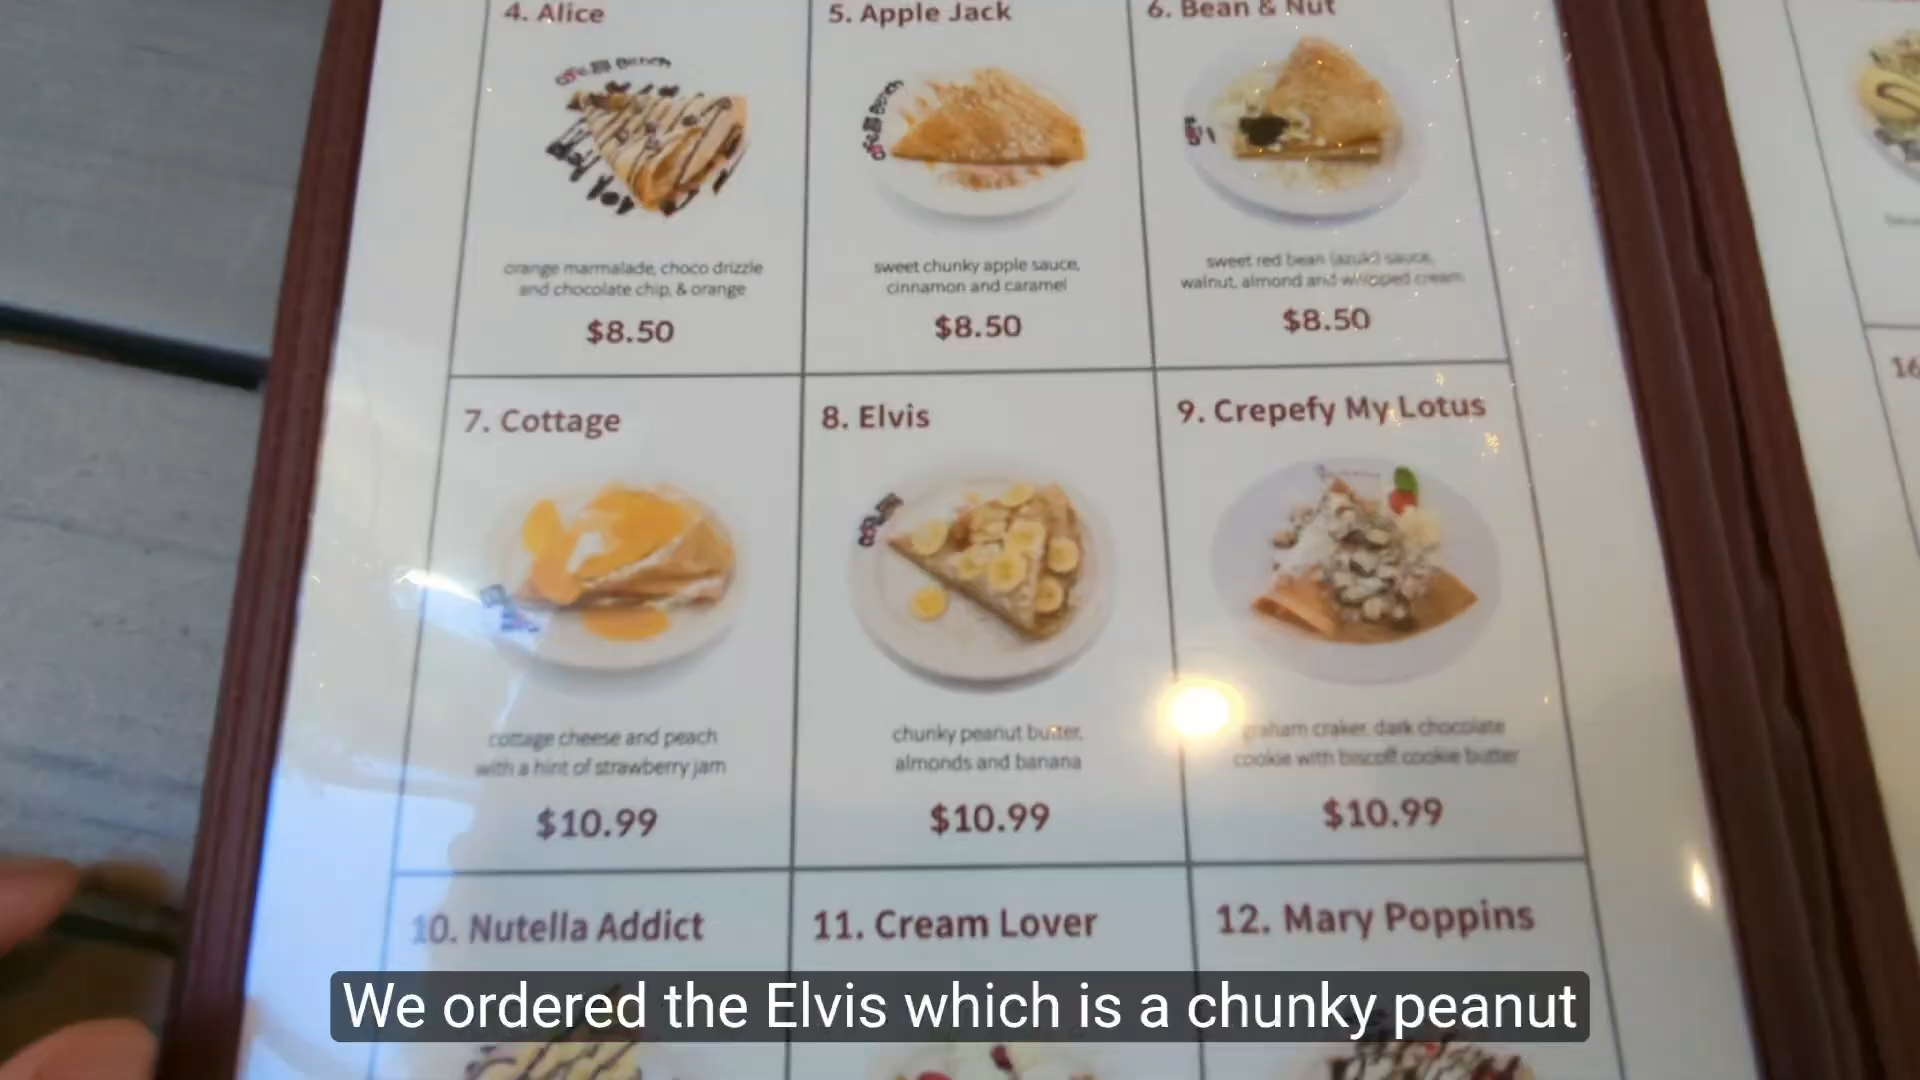 4. Alice
5. Apple Jack
6. Bean & Nut
orange marmalade, choco drizzle
and chocolate chip, & orange
$8.50
sweet chunky apple sauce,
cinnamon and caramel
$8.50
sweet red bean (azuki) sauce,
walnut, almond and whipped cream
$8.50
7. Cottage
8. Elvis
9. Crepefy My Lotus
cottage cheese and peach
with a hint of strawberry jam
$10.99
chunky peanut butter,
almonds and banana
$10.99
graham craker, dark chocolate
cookie with biscoff cookie butter
$10.99
10. Nutella Addict
11. Cream Lover
12. Mary Poppins
16
We ordered the Elvis which is a chunky peanut